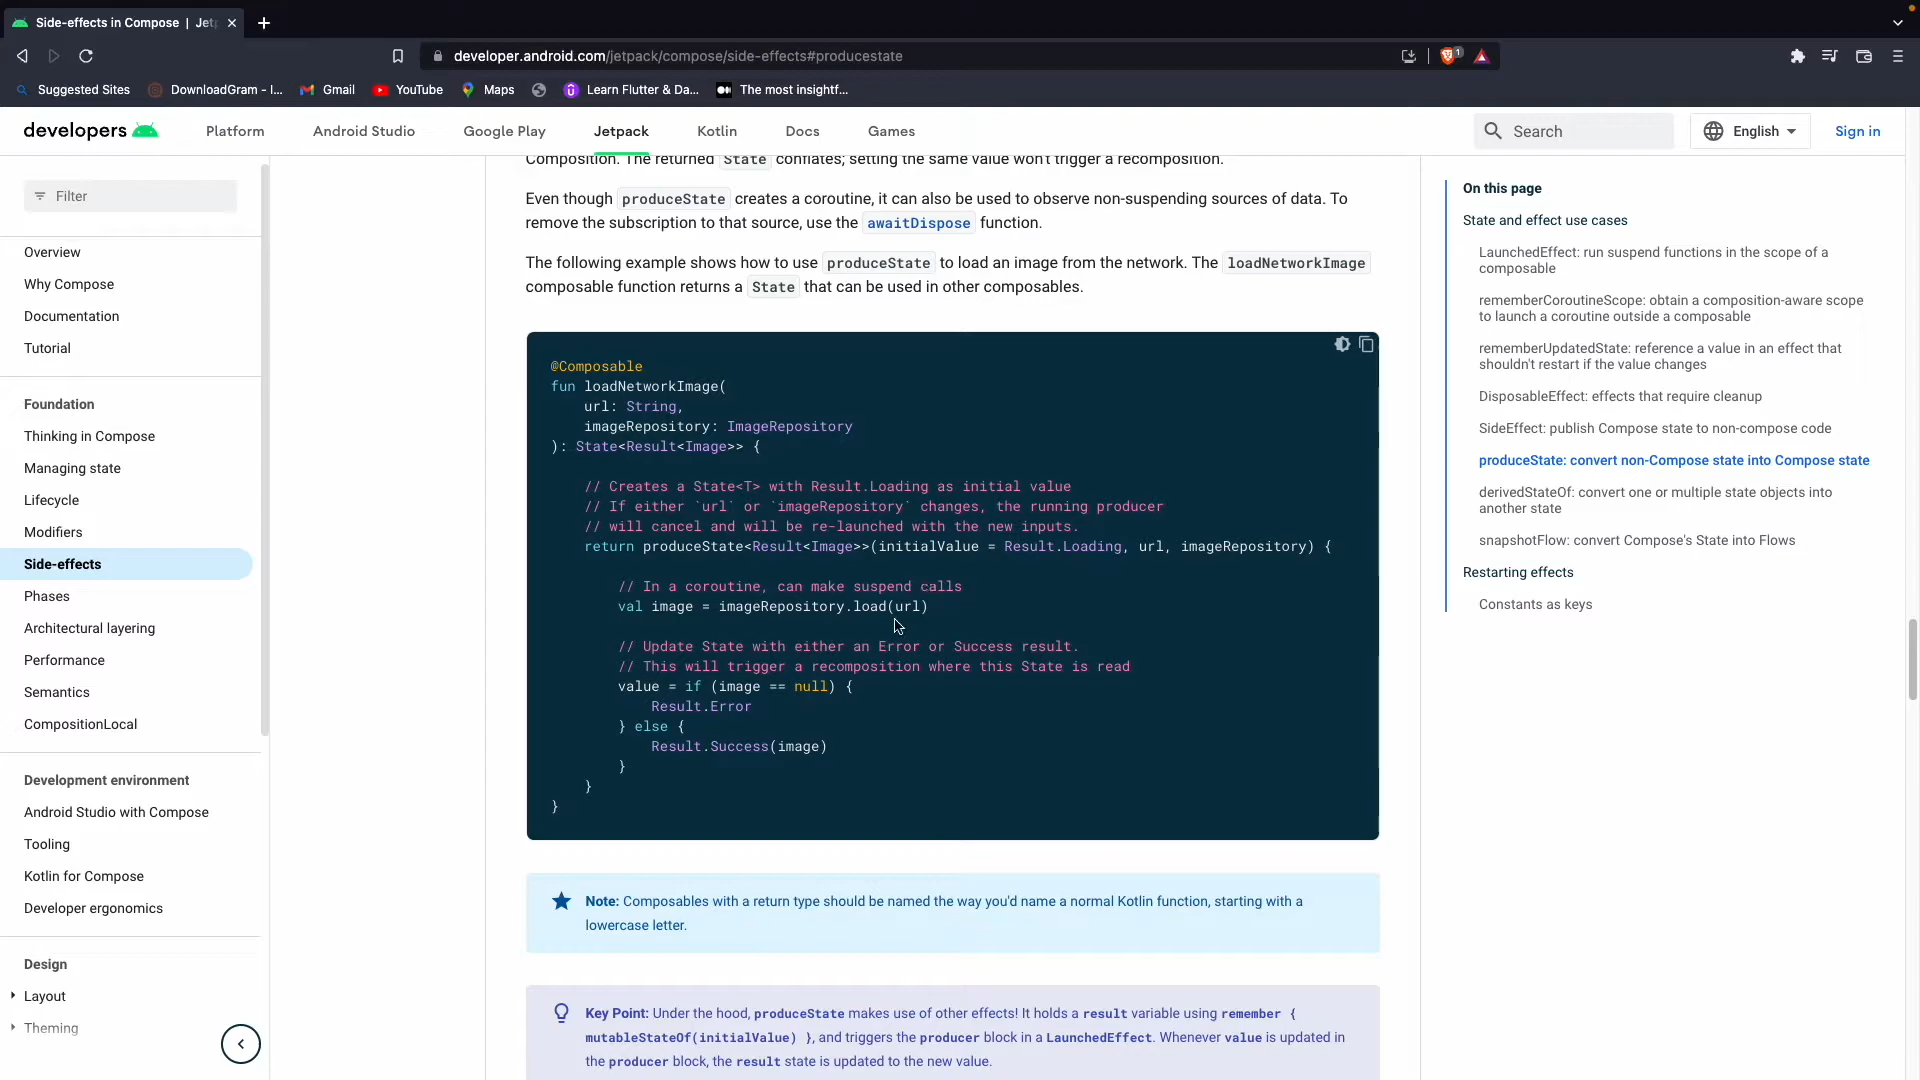 Side-effects in Compose | Jetp
developer.android.com/jetpack/compose/side-effects#producestate
1
Suggested Sites
DownloadGram - I...
Gmail
YouTube
Maps
Learn Flutter & Da...
The most insightf...
developers
Platform
Android Studio
Google Play
Jetpack
Kotlin
Docs
Games
Search
English
Sign in
Filter
Overview
Why Compose
Documentation
Tutorial
Foundation
Thinking in Compose
Managing state
Lifecycle
Modifiers
Side-effects
Phases
Architectural layering
Performance
Semantics
CompositionLocal
Development environment
Android Studio with Compose
Tooling
Kotlin for Compose
Developer ergonomics
Design
Layout
Theming
Composition. The returned State conflates; setting the same value won't trigger a recomposition.
Even though produceState creates a coroutine, it can also be used to observe non-suspending sources of data. To
remove the subscription to that source, use the awaitDispose function.
The following example shows how to use produceState to load an image from the network. The loadNetworkImage
composable function returns a State that can be used in other composables.
@Composable
fun loadNetworkImage(
    url: String,
    imageRepository: ImageRepository
): State<Result<Image>> {
    // Creates a State<T> with Result.Loading as initial value
    // If either `url` or `imageRepository` changes, the running producer
    // will cancel and will be re-launched with the new inputs.
    return produceState<Result<Image>>(initialValue = Result.Loading, url, imageRepository) {
        // In a coroutine, can make suspend calls
        val image = imageRepository.load(url)
        // Update State with either an Error or Success result.
        // This will trigger a recomposition where this State is read
        value = if (image == null) {
            Result.Error
        } else {
            Result.Success(image)
        }
    }
}
Note: Composables with a return type should be named the way you'd name a normal Kotlin function, starting with a
lowercase letter.
Key Point: Under the hood, produceState makes use of other effects! It holds a result variable using remember {
mutableStateOf(initialValue) }, and triggers the producer block in a LaunchedEffect. Whenever value is updated in
the producer block, the result state is updated to the new value.
On this page
State and effect use cases
LaunchedEffect: run suspend functions in the scope of a
composable
rememberCoroutineScope: obtain a composition-aware scope
to launch a coroutine outside a composable
rememberUpdatedState: reference a value in an effect that
shouldn't restart if the value changes
DisposableEffect: effects that require cleanup
SideEffect: publish Compose state to non-compose code
produceState: convert non-Compose state into Compose state
derivedStateOf: convert one or multiple state objects into
another state
snapshotFlow: convert Compose's State into Flows
Restarting effects
Constants as keys